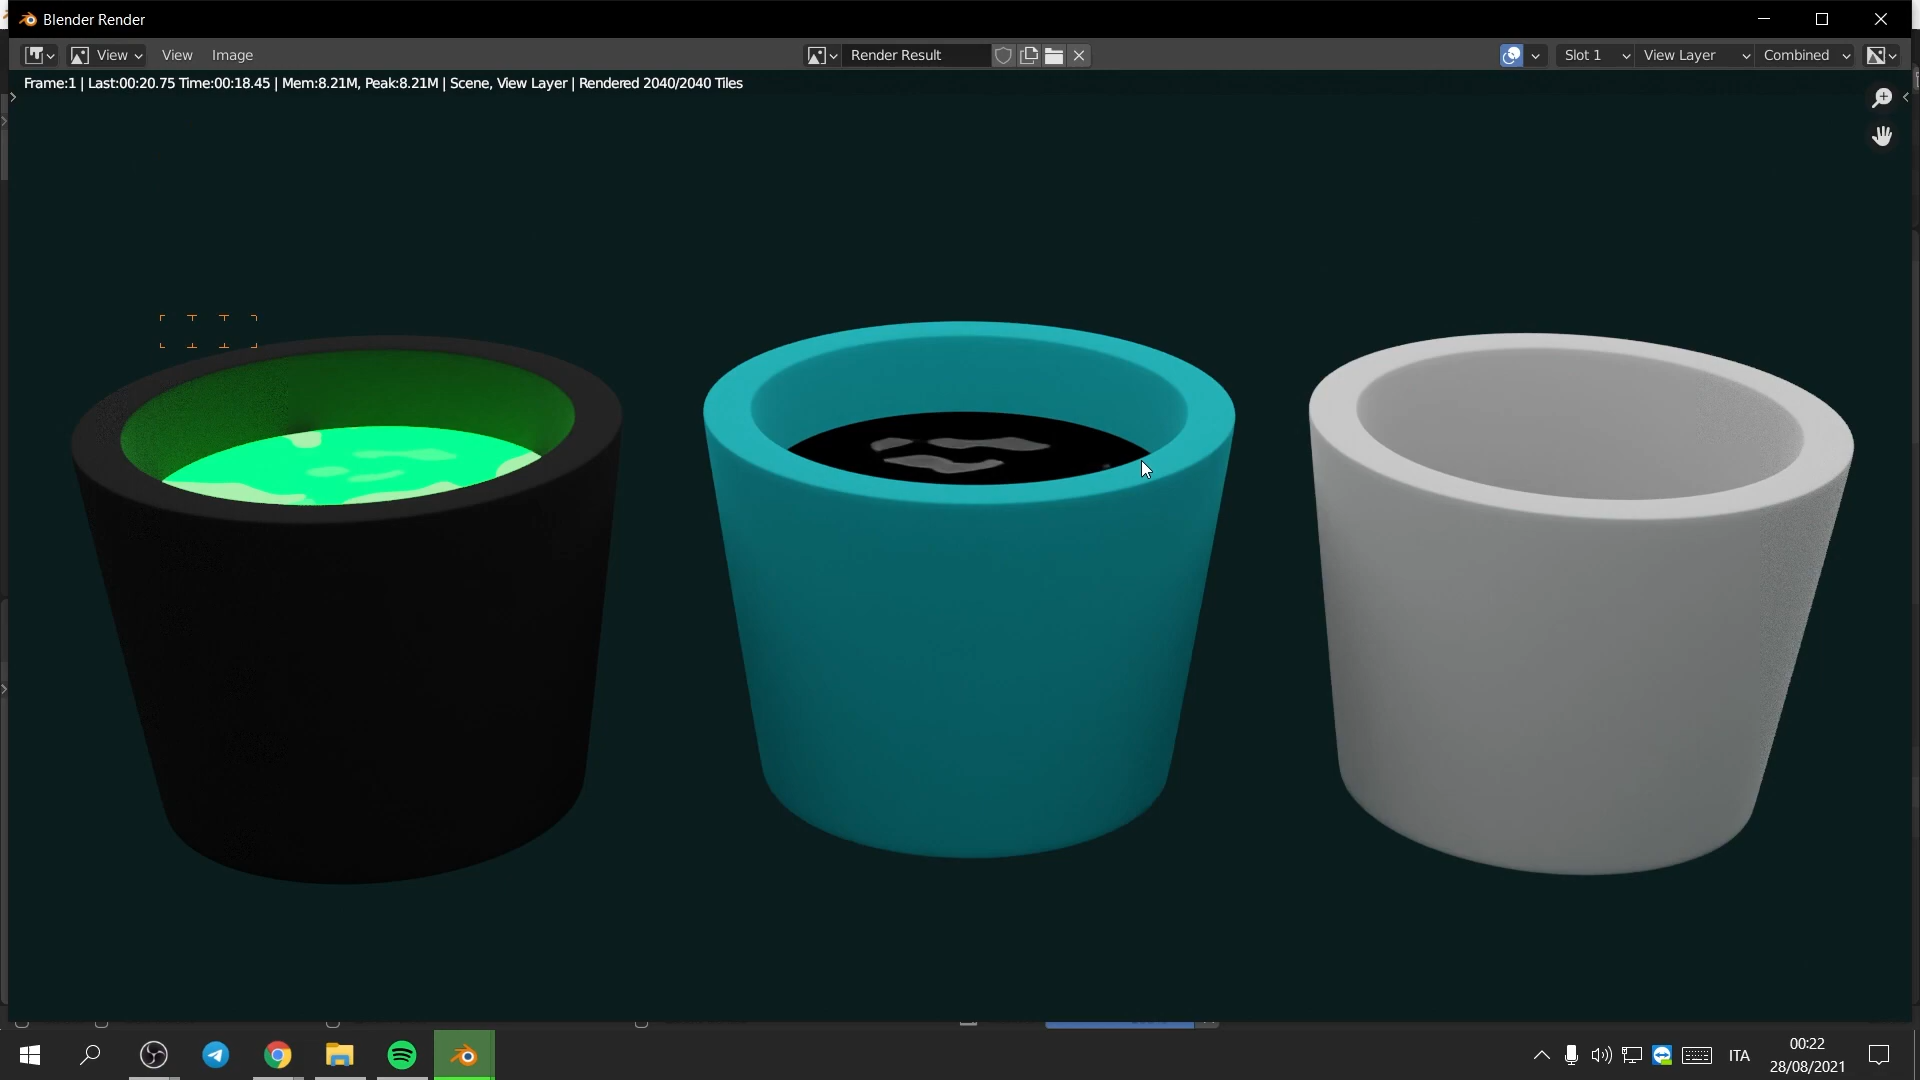 Blender Render
View View Image Render Result Slot 1 View Layer Combined
Frame:1 | Last:00:20.75 Time:00:18.45 | Mem:8.21M, Peak:8.21M | Scene, View Layer | Rendered 2040/2040 Tiles
ITA
00:22
28/08/2021